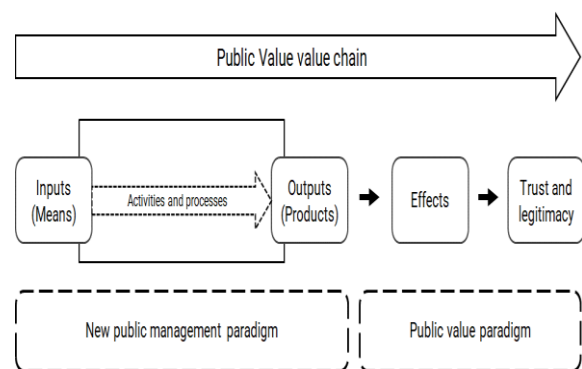 Public Value value chain
Inputs
(Means)
Activities and processes
Outputs
(Products)
Effects
Trust and
legitimacy
New public management paradigm
Public value paradigm